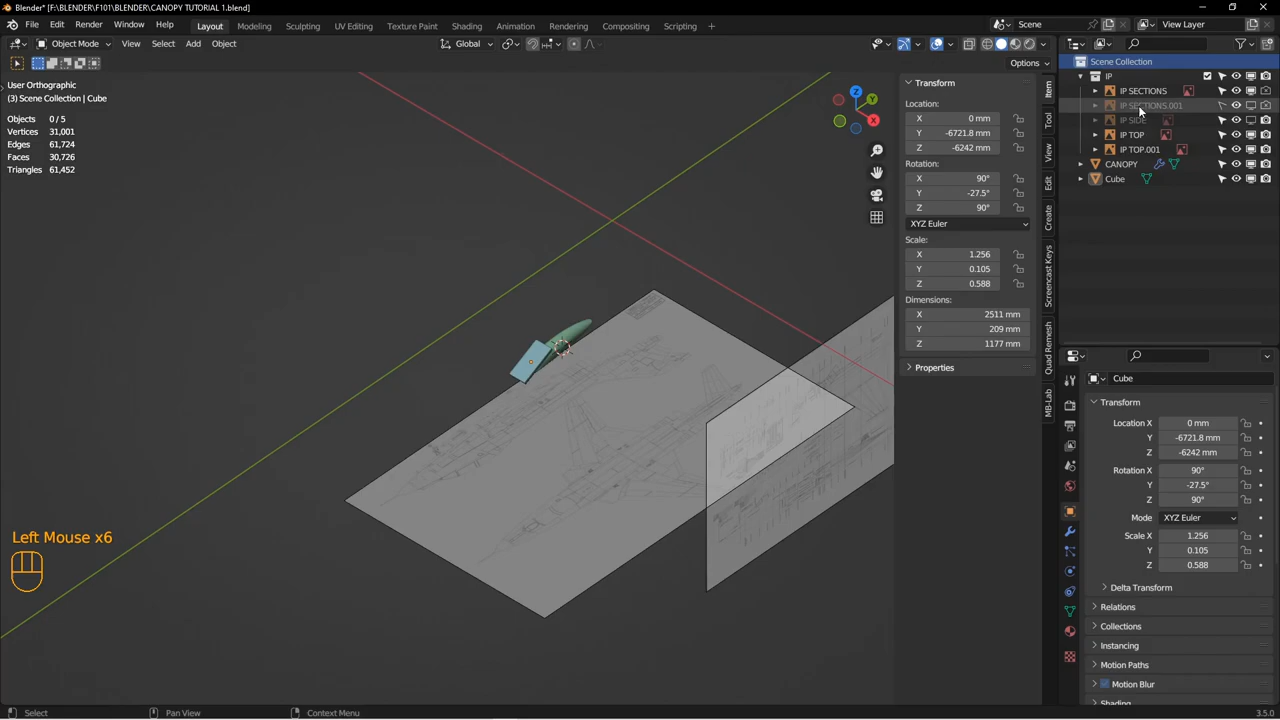 Blender* [F:\BLENDER\F101\CANOPY TUTORIAL 1.blend]
File Edit Render Window Help Layout Modeling Sculpting UV Editing Texture Paint Shading Animation Rendering Compositing Scripting + Scene View Layer
Object Mode View Select Add Object Global
Options
User Orthographic
(3) Scene Collection | Cube
Objects 0 / 5
Vertices 31,001
Edges 61,724
Faces 30,726
Triangles 61,452
Z
Y
X
Transform
Location:
X 0 mm
Y -6721.8 mm
Z -6242 mm
Rotation:
X 90°
Y -27.5°
Z 90°
XYZ Euler
Scale:
X 1.256
Y 0.105
Z 0.588
Dimensions:
X 2511 mm
Y 209 mm
Z 1177 mm
Properties
Item
Tool
View
Edit
Create
Screencast Keys
Quad Remesh
MB-Lab
Scene Collection
IP
IP SECTIONS
IP SECTIONS.001
IP SIDE
IP TOP
IP TOP.001
CANOPY
Cube
Cube
Transform
Location X 0 mm
Y -6721.8 mm
Z -6242 mm
Rotation X 90°
Y -27.5°
Z 90°
Mode XYZ Euler
Scale X 1.256
Y 0.105
Z 0.588
Delta Transform
Relations
Collections
Instancing
Motion Paths
Motion Blur
Shading
Left Mouse x6
Select Pan View Context Menu 3.5.0